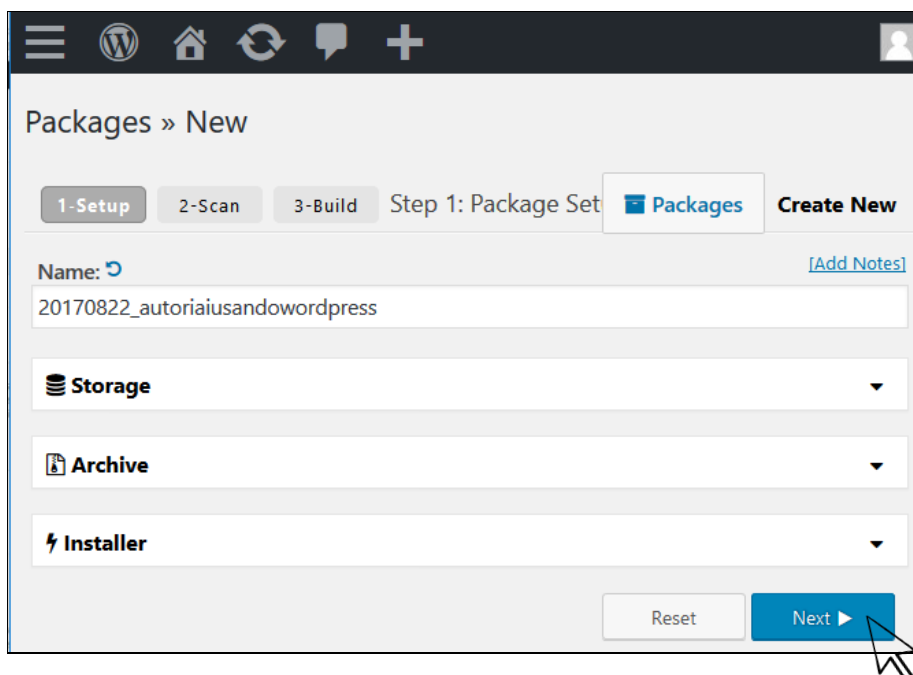 Packages » New
1-Setup 2-Scan 3-Build Step 1: Package Set Packages Create New
Name: [Add Notes]
20170822_autoriaiusandowordpress
Storage
Archive
Installer
Reset Next